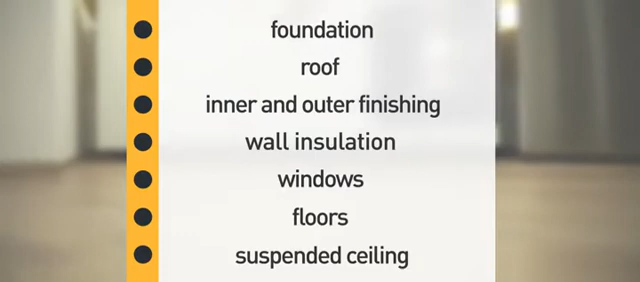 foundation
roof
inner and outer finishing
wall insulation
windows
floors
suspended ceiling